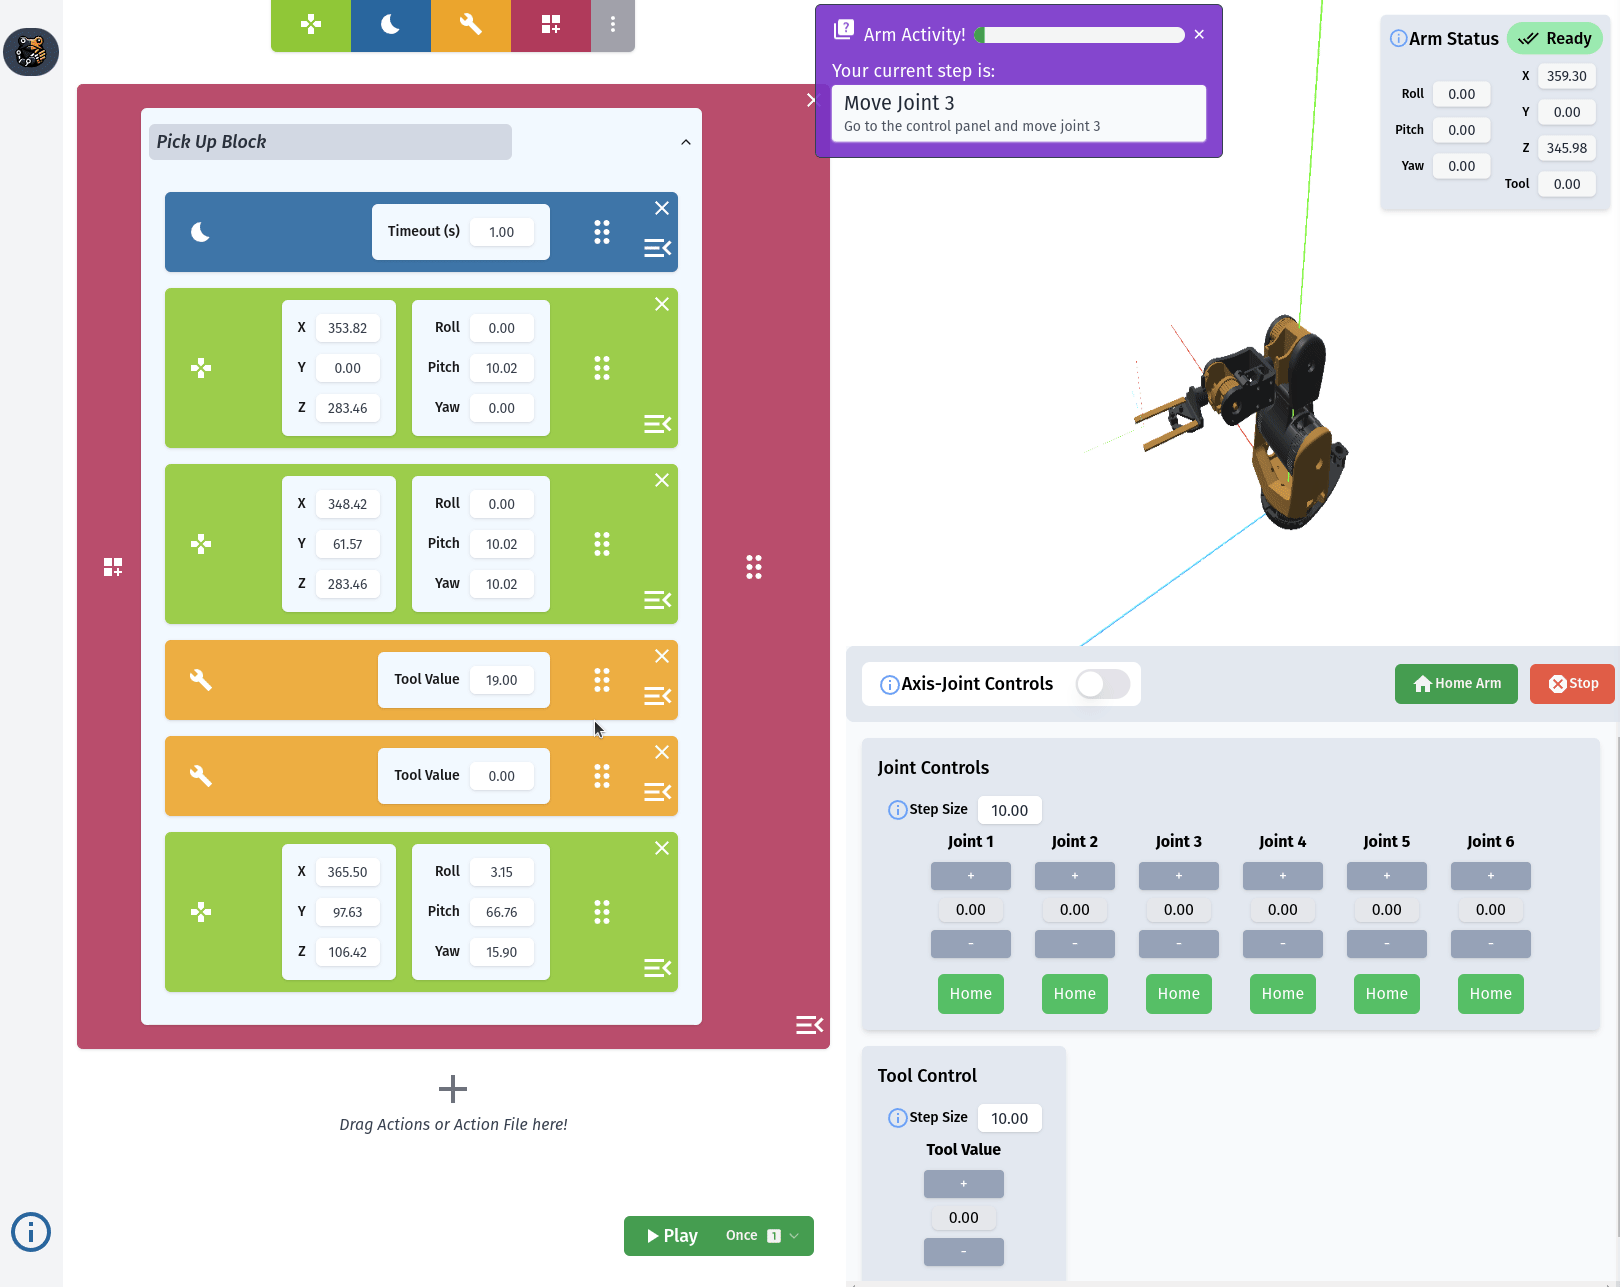 Arm Activity!
Your current step is:
Move Joint 3
Go to the control panel and move joint 3
Arm Status
Ready
X 359.30
Roll 0.00
Y 0.00
Pitch 0.00
Z 345.98
Yaw 0.00
Tool 0.00
Pick Up Block
Timeout (s) 1.00
X 353.82 Roll 0.00
Y 0.00 Pitch 10.02
Z 283.46 Yaw 0.00
X 348.42 Roll 0.00
Y 61.57 Pitch 10.02
Z 283.46 Yaw 10.02
Tool Value 19.00
Tool Value 0.00
X 365.50 Roll 3.15
Y 97.63 Pitch 66.76
Z 106.42 Yaw 15.90
Drag Actions or Action File here!
Play Once 1
Axis-Joint Controls
Home Arm
Stop
Joint Controls
Step Size 10.00
Joint 1 Joint 2 Joint 3 Joint 4 Joint 5 Joint 6
+ + + + + +
0.00 0.00 0.00 0.00 0.00 0.00
- - - - - -
Home Home Home Home Home Home
Tool Control
Step Size 10.00
Tool Value
+
0.00
-